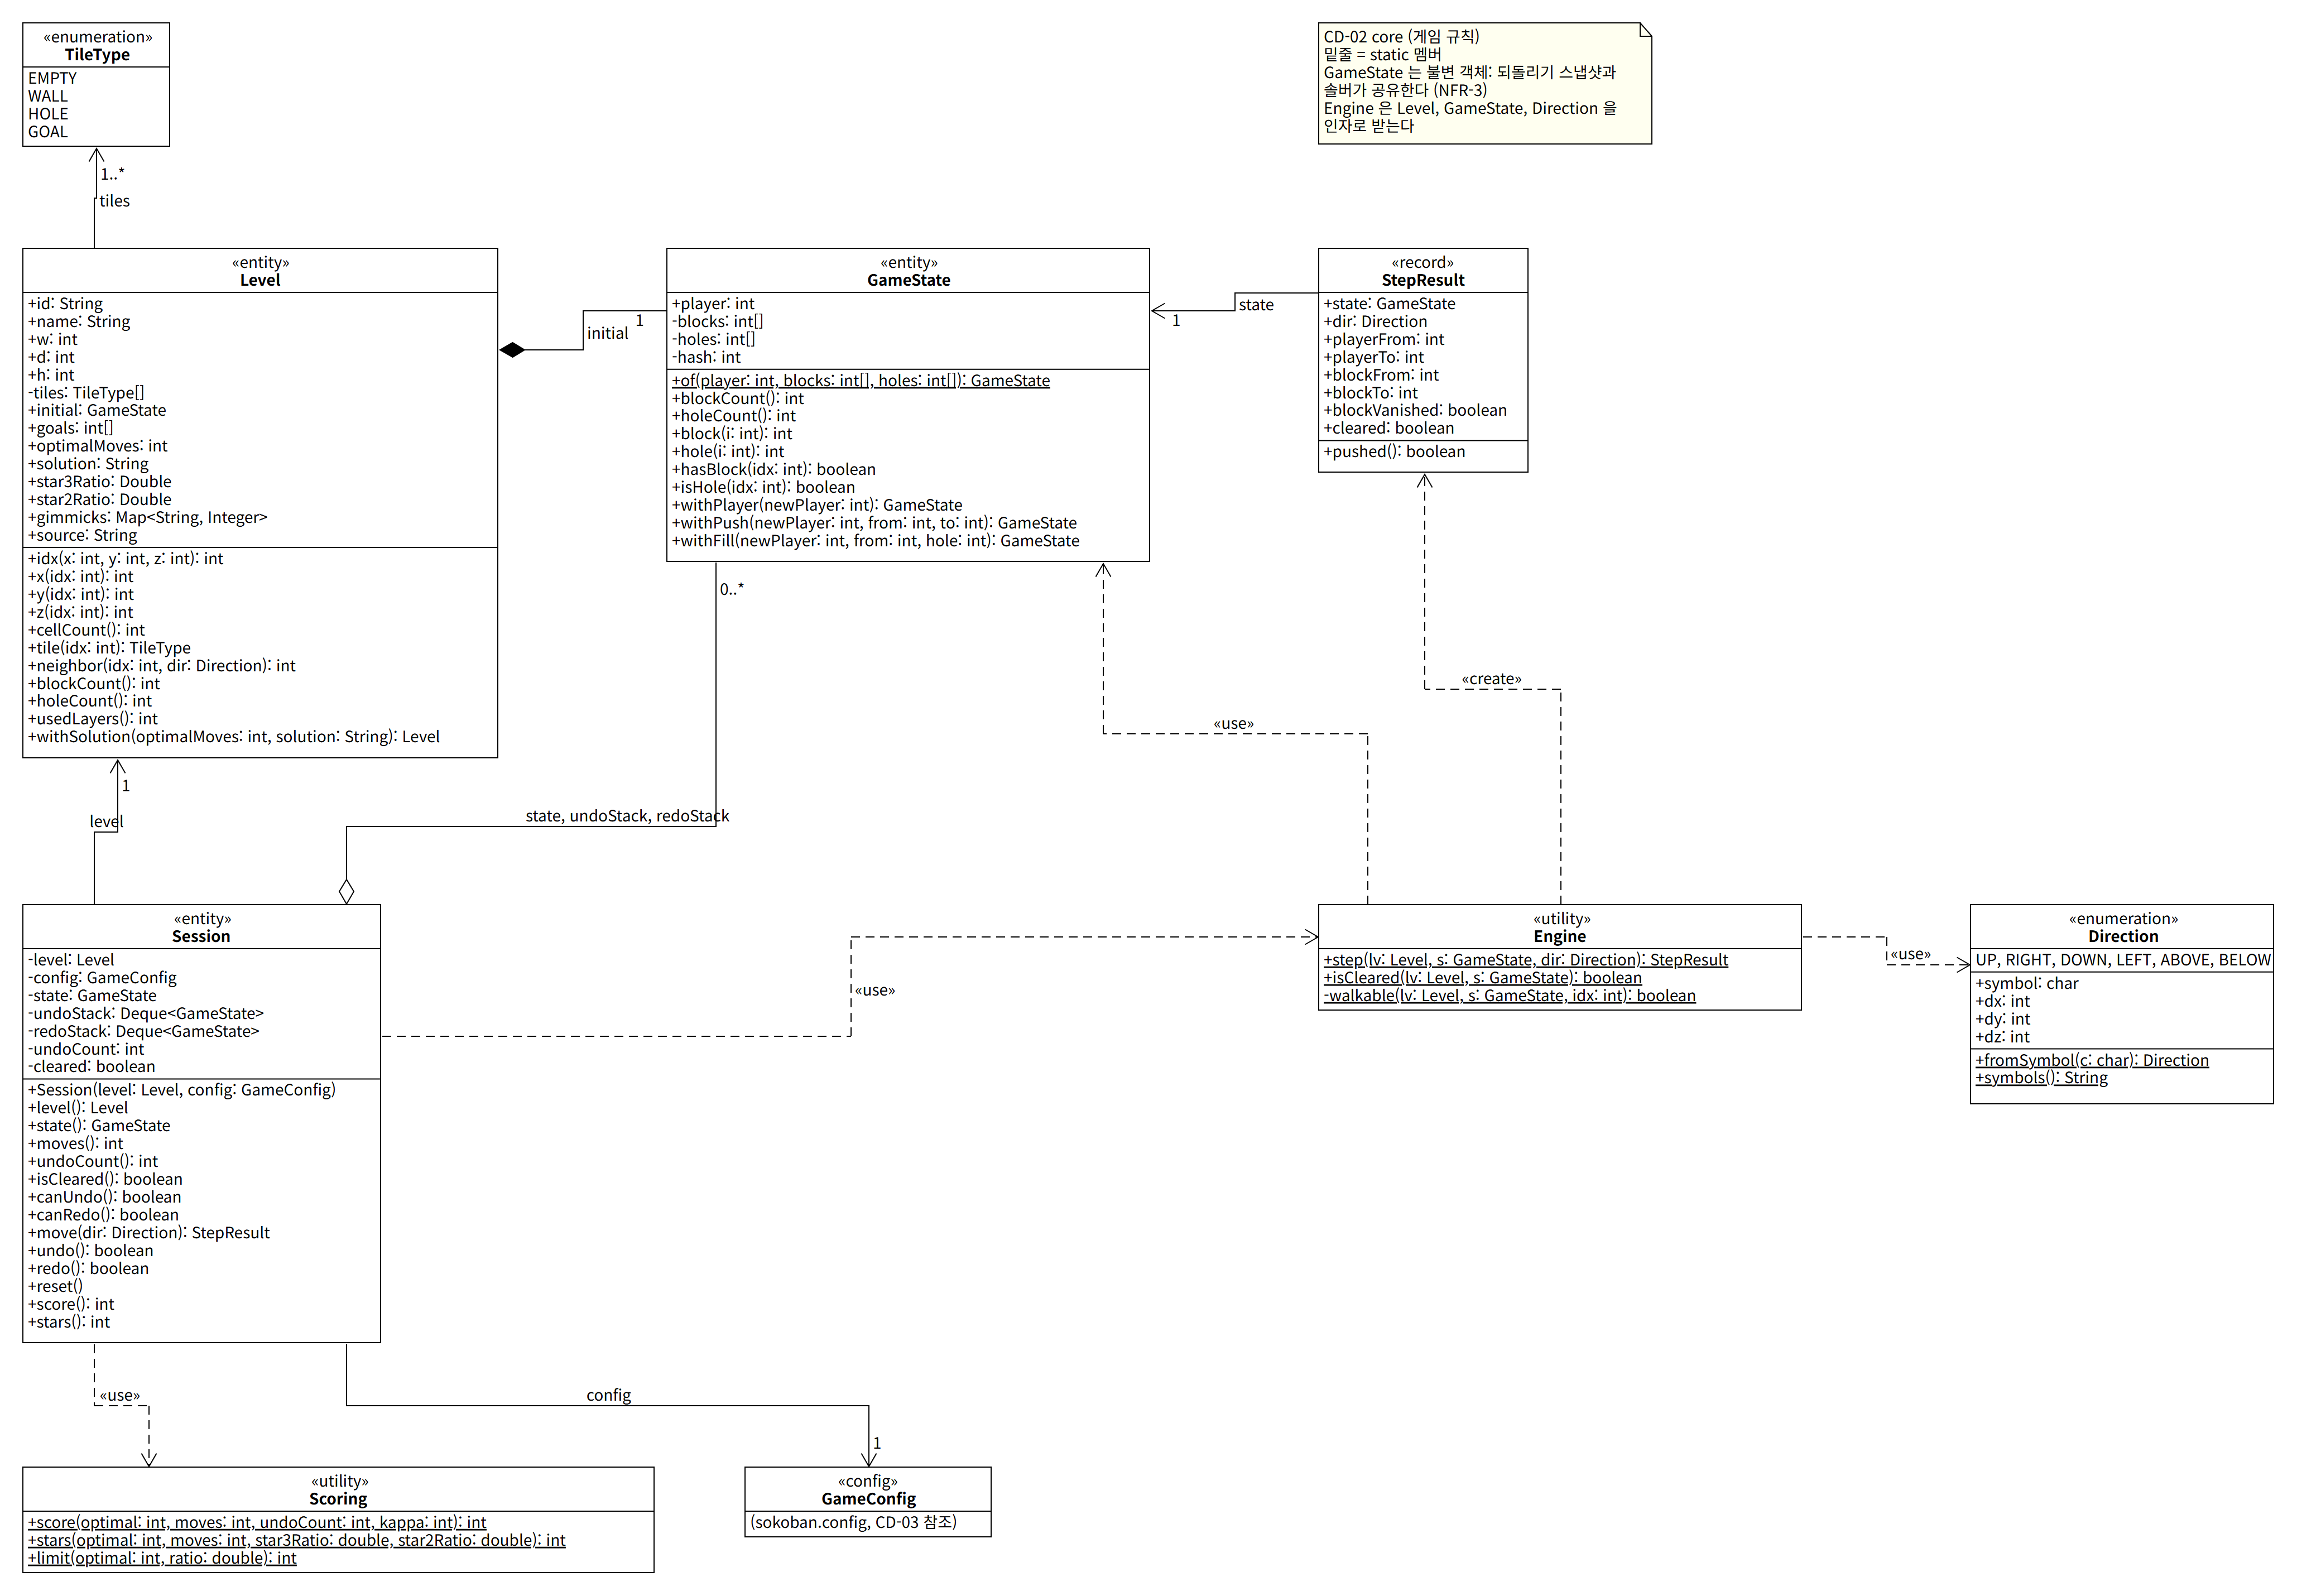 «enumeration»
TileType
EMPTY
WALL
HOLE
GOAL
CD-02 core (게임 규칙)
밑줄 = static 멤버
GameState 는 불변 객체: 되돌리기 스냅샷과
솔버가 공유한다 (NFR-3)
Engine 은 Level, GameState, Direction 을
인자로 받는다
1..*
tiles
«entity»
Level
+id: String
+name: String
+w: int
+d: int
+h: int
-tiles: TileType[]
+initial: GameState
+goals: int[]
+optimalMoves: int
+solution: String
+star3Ratio: Double
+star2Ratio: Double
+gimmicks: Map<String, Integer>
+source: String
+idx(x: int, y: int, z: int): int
+x(idx: int): int
+y(idx: int): int
+z(idx: int): int
+cellCount(): int
+tile(idx: int): TileType
+neighbor(idx: int, dir: Direction): int
+blockCount(): int
+holeCount(): int
+usedLayers(): int
+withSolution(optimalMoves: int, solution: String): Level
1
initial
«entity»
GameState
+player: int
-blocks: int[]
-holes: int[]
-hash: int
+of(player: int, blocks: int[], holes: int[]): GameState
+blockCount(): int
+holeCount(): int
+block(i: int): int
+hole(i: int): int
+hasBlock(idx: int): boolean
+isHole(idx: int): boolean
+withPlayer(newPlayer: int): GameState
+withPush(newPlayer: int, from: int, to: int): GameState
+withFill(newPlayer: int, from: int, hole: int): GameState
state
1
«record»
StepResult
+state: GameState
+dir: Direction
+playerFrom: int
+playerTo: int
+blockFrom: int
+blockTo: int
+blockVanished: boolean
+cleared: boolean
+pushed(): boolean
0..*
«create»
«use»
1
level
state, undoStack, redoStack
«entity»
Session
-level: Level
-config: GameConfig
-state: GameState
-undoStack: Deque<GameState>
-redoStack: Deque<GameState>
-undoCount: int
-cleared: boolean
+Session(level: Level, config: GameConfig)
+level(): Level
+state(): GameState
+moves(): int
+undoCount(): int
+isCleared(): boolean
+canUndo(): boolean
+canRedo(): boolean
+move(dir: Direction): StepResult
+undo(): boolean
+redo(): boolean
+reset()
+score(): int
+stars(): int
«use»
«utility»
Engine
+step(lv: Level, s: GameState, dir: Direction): StepResult
+isCleared(lv: Level, s: GameState): boolean
-walkable(lv: Level, s: GameState, idx: int): boolean
«use»
«enumeration»
Direction
UP, RIGHT, DOWN, LEFT, ABOVE, BELOW
+symbol: char
+dx: int
+dy: int
+dz: int
+fromSymbol(c: char): Direction
+symbols(): String
«use»
config
1
«utility»
Scoring
+score(optimal: int, moves: int, undoCount: int, kappa: int): int
+stars(optimal: int, moves: int, star3Ratio: double, star2Ratio: double): int
+limit(optimal: int, ratio: double): int
«config»
GameConfig
(sokoban.config, CD-03 참조)